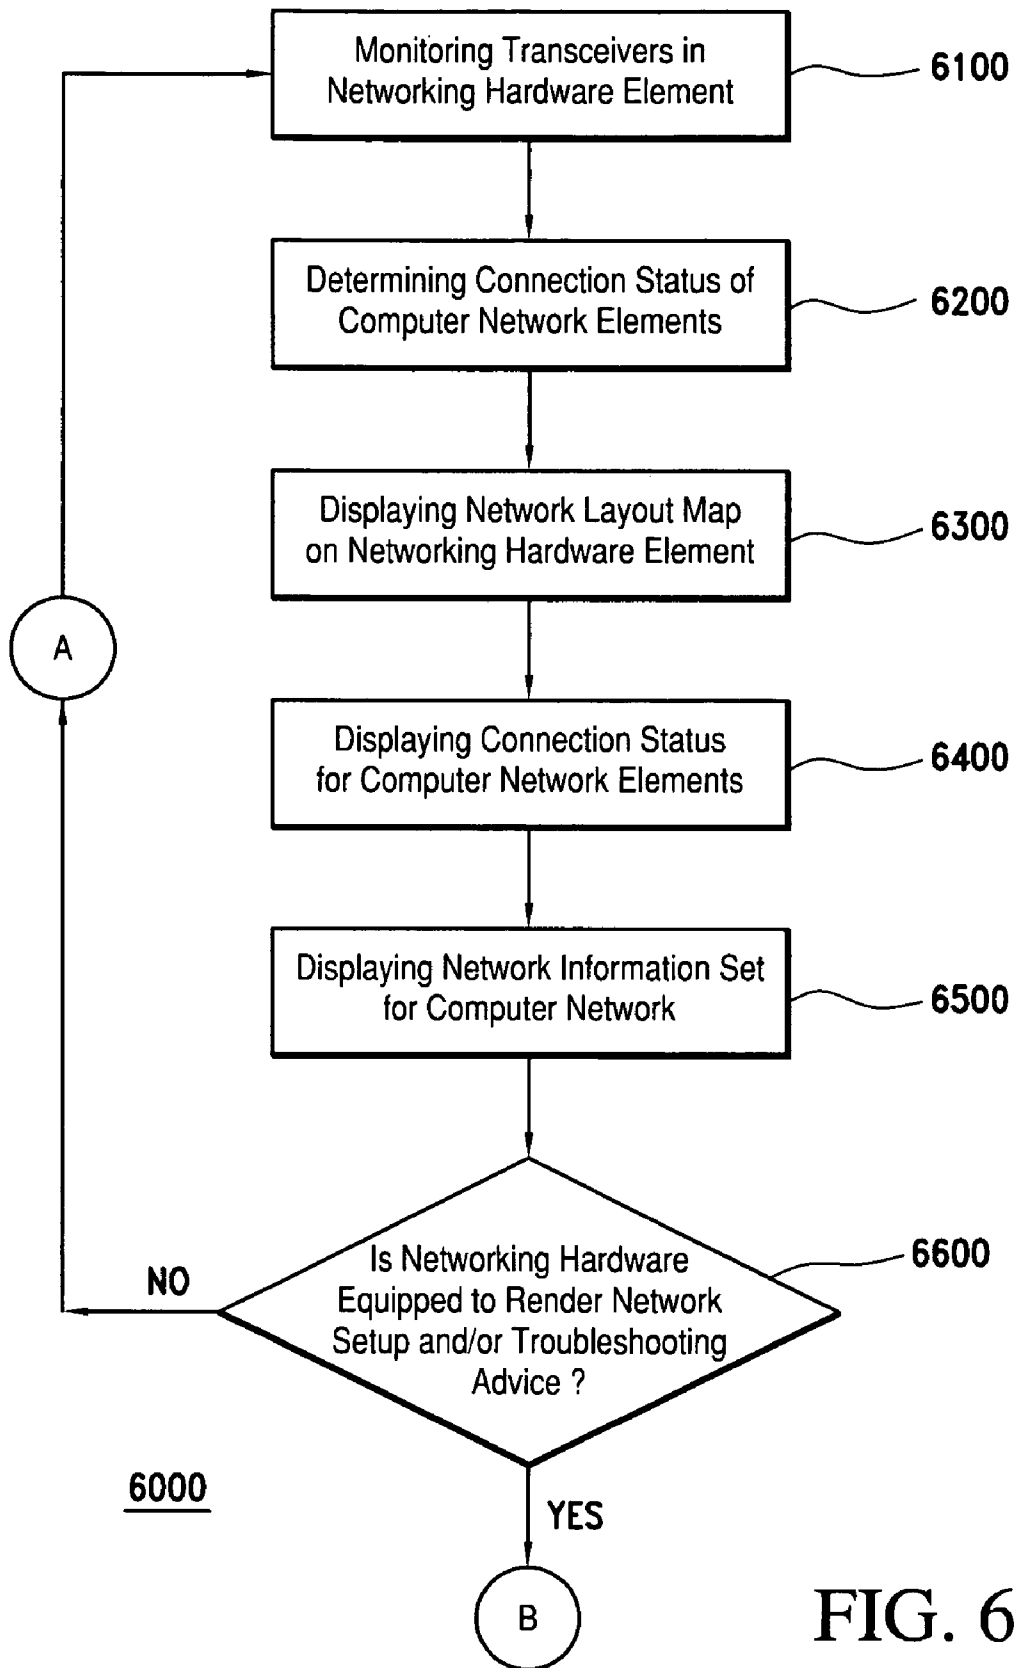 Monitoring Transceivers in
Networking Hardware Element
6100
Determining Connection Status of
Computer Network Elements
6200
Displaying Network Layout Map
on Networking Hardware Element
6300
A
Displaying Connection Status
for Computer Network Elements
6400
Displaying Network Information Set
for Computer Network
6500
Is Networking Hardware
Equipped to Render Network
Setup and/or Troubleshooting
Advice ?
6600
NO
6000
YES
B
FIG. 6